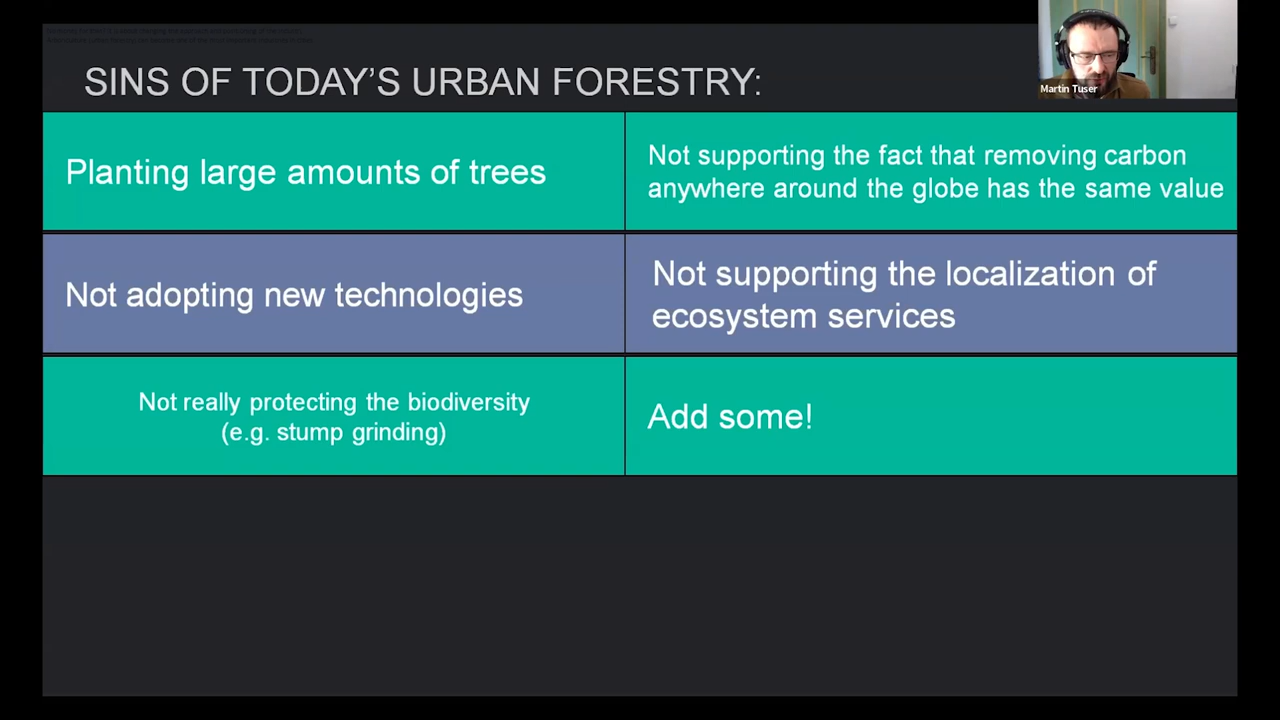 SINS OF TODAY’S URBAN FORESTRY:
Martin Tuser
Planting large amounts of trees
Not supporting the fact that removing carbon
anywhere around the globe has the same value
Not adopting new technologies
Not supporting the localization of
ecosystem services
Not really protecting the biodiversity
(e.g. stump grinding)
Add some!